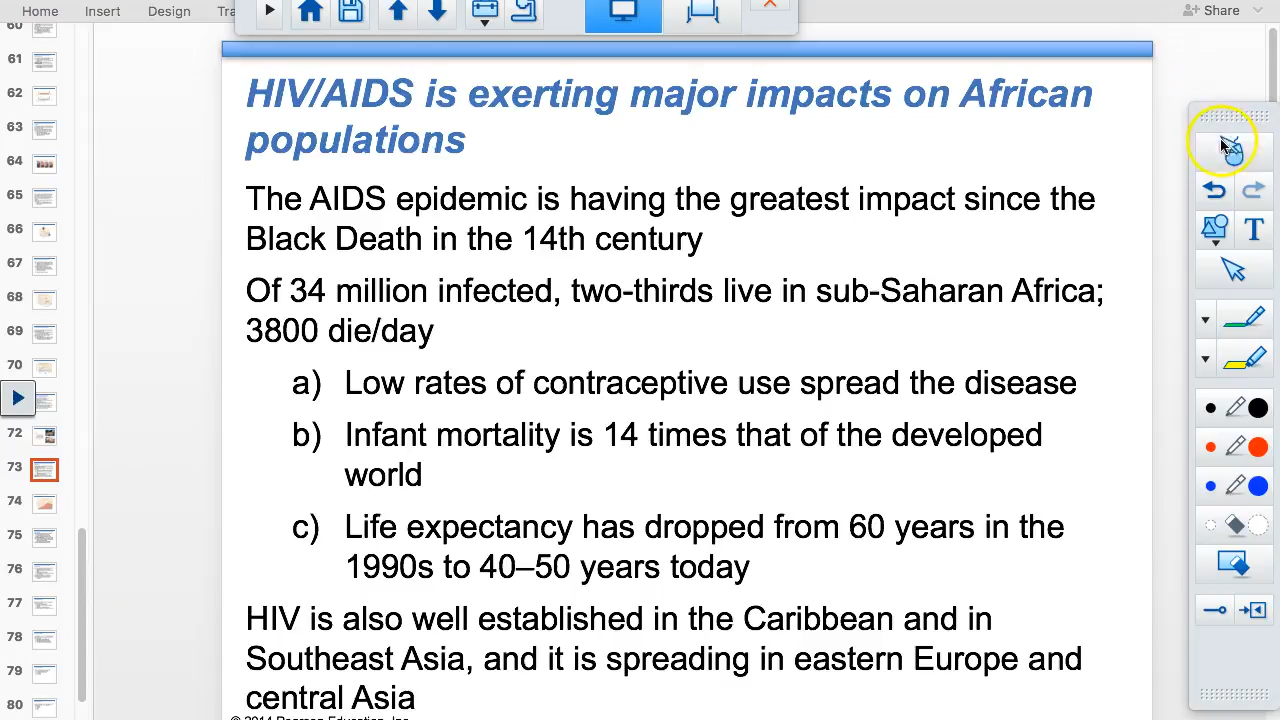 Home Insert Design Tra
Share
60
61
62
63
64
65
66
67
68
69
70
72
73
74
75
76
77
78
79
80
HIV/AIDS is exerting major impacts on African
populations
The AIDS epidemic is having the greatest impact since the
Black Death in the 14th century
Of 34 million infected, two-thirds live in sub-Saharan Africa;
3800 die/day
a) Low rates of contraceptive use spread the disease
b) Infant mortality is 14 times that of the developed
world
c) Life expectancy has dropped from 60 years in the
1990s to 40–50 years today
HIV is also well established in the Caribbean and in
Southeast Asia, and it is spreading in eastern Europe and
central Asia
© 2014 Pearson Education, Inc.
T